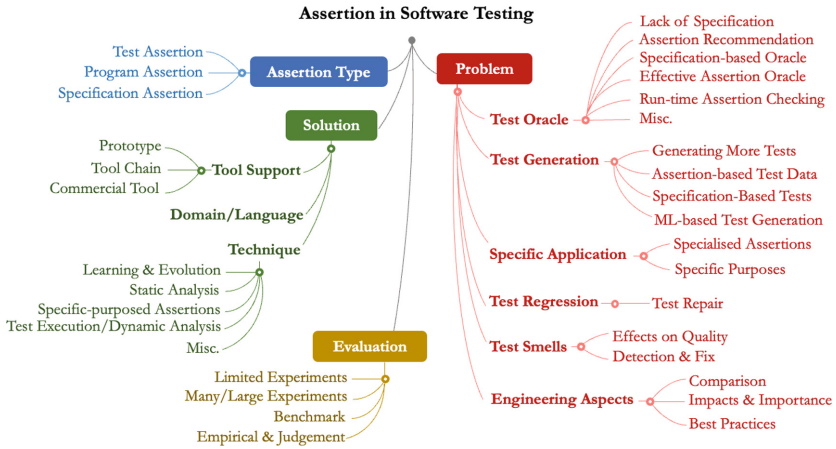 Assertion in Software Testing
Assertion Type
Test Assertion
Program Assertion
Specification Assertion
Solution
Tool Support
Prototype
Tool Chain
Commercial Tool
Domain/Language
Technique
Learning & Evolution
Static Analysis
Specific-purposed Assertions
Test Execution/Dynamic Analysis
Misc.
Evaluation
Limited Experiments
Many/Large Experiments
Benchmark
Empirical & Judgement
Problem
Test Oracle
Lack of Specification
Assertion Recommendation
Specification-based Oracle
Effective Assertion Oracle
Run-time Assertion Checking
Misc.
Test Generation
Generating More Tests
Assertion-based Test Data
Specification-Based Tests
ML-based Test Generation
Specific Application
Specialised Assertions
Specific Purposes
Test Regression
Test Repair
Test Smells
Effects on Quality
Detection & Fix
Engineering Aspects
Comparison
Impacts & Importance
Best Practices